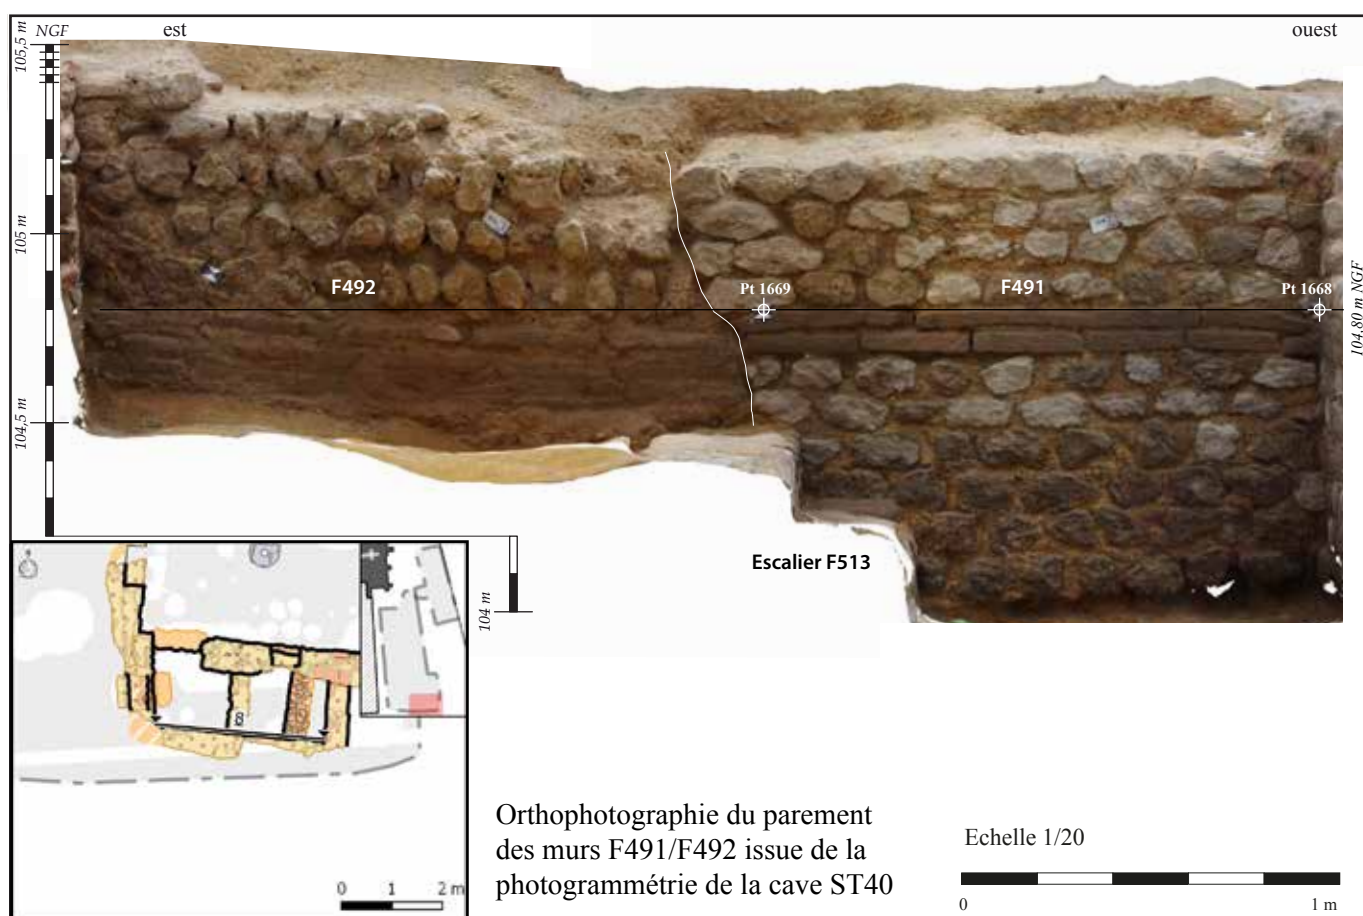 NGF
est
ouest
105,5 m
105 m
F492
Pt 1669
F491
Pt 1668
104.80 m NGF
104,5 m
Escalier F513
104 m
8
0 1 2 m
Orthophotographie du parement
des murs F491/F492 issue de la
photogrammétrie de la cave ST40
Echelle 1/20
0 1 m